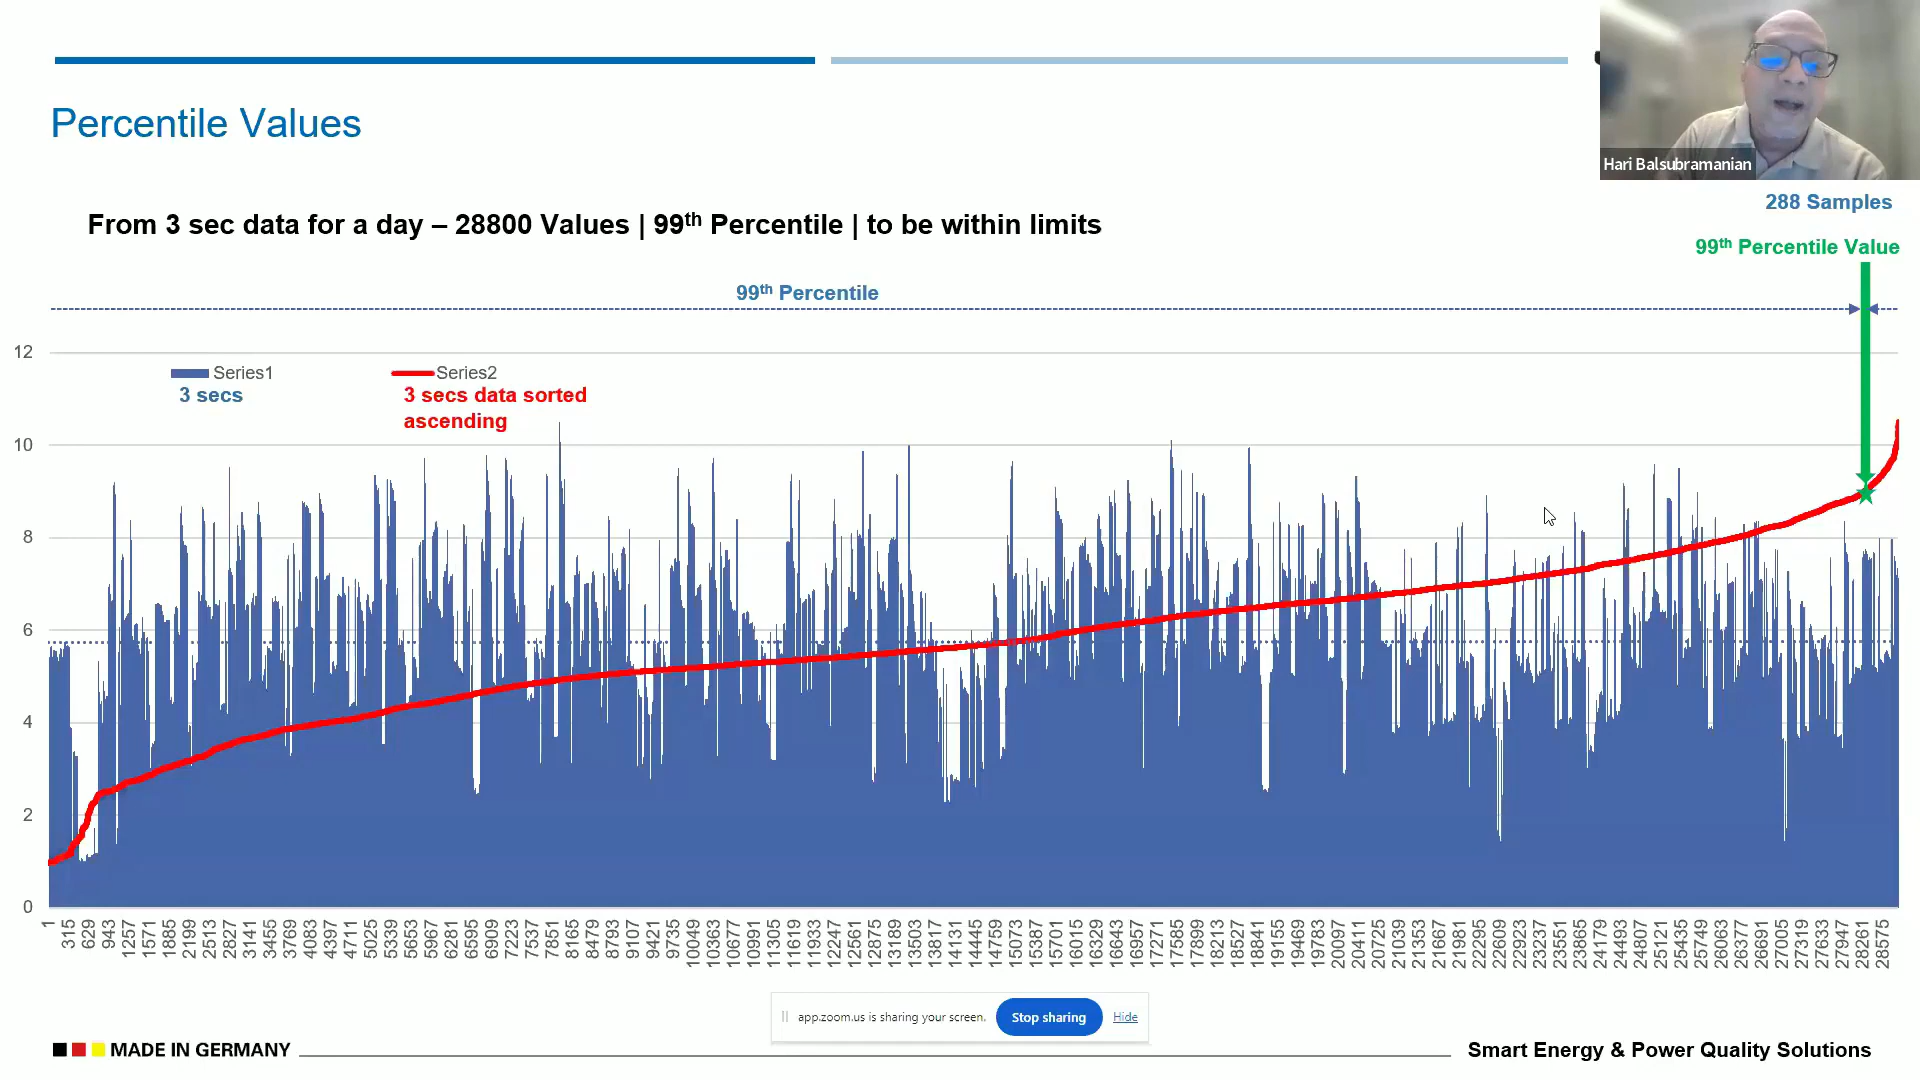 Hari Balsubramanian
Percentile Values
288 Samples
From 3 sec data for a day – 28800 Values | 99th Percentile | to be within limits
99th Percentile Value
99th Percentile
12
Series1
Series2
3 secs
3 secs data sorted
ascending
10
8
6
4
2
0
1 315 629 943 1257 1571 1885 2199 2513 2827 3141 3455 3769 4083 4397 4711 5025 5339 5653 5967 6281 6595 6909 7223 7537 7851 8165 8479 8793 9107 9421 9735 10049 10363 10677 10991 11305 11619 11933 12247 12561 12875 13189 13503 13817 14131 14445 14759 15073 15387 15701 16015 16329 16643 16957 17271 17585 17899 18213 18527 18841 19155 19469 19783 20097 20411 20725 21039 21353 21667 21981 22295 22609 22923 23237 23551 23865 24179 24493 24807 25121 25435 25749 26063 26377 26691 27005 27319 27633 27947 28261 28575
app.zoom.us is sharing your screen.
Stop sharing
Hide
MADE IN GERMANY
Smart Energy & Power Quality Solutions